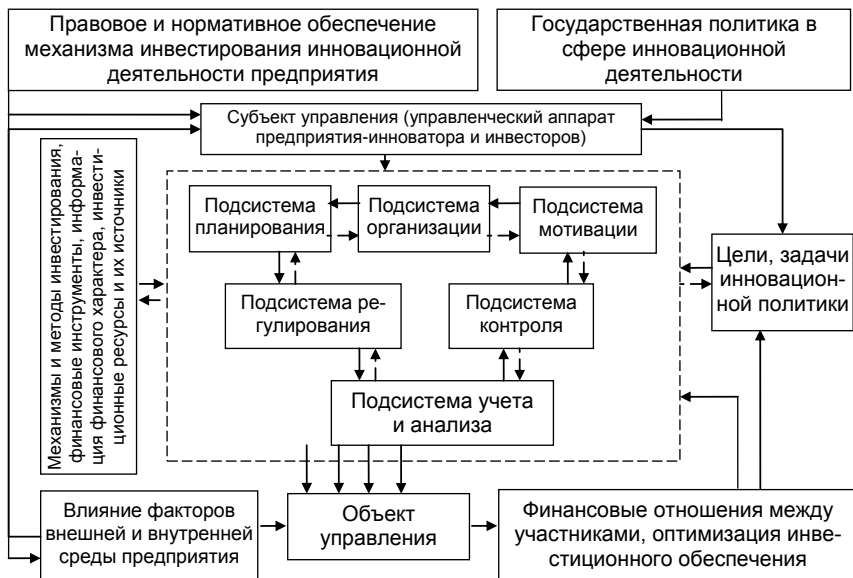 Правовое и нормативное обеспечение
механизма инвестирования инновационной
деятельности предприятия
Государственная политика в
сфере инновационной
деятельности
Субъект управления (управленческий аппарат
предприятия-инноватора и инвесторов)
Механизмы и методы инвестирования,
финансовые инструменты, информа-
ция финансового характера, инвести-
ционные ресурсы и их источники
Подсистема
планирования
Подсистема
организации
Подсистема
мотивации
Цели, задачи
инновацион-
ной политики
Подсистема ре-
гулирования
Подсистема
контроля
Подсистема учета
и анализа
Влияние факторов
внешней и внутренней
среды предприятия
Объект
управления
Финансовые отношения между
участниками, оптимизация инве-
стиционного обеспечения